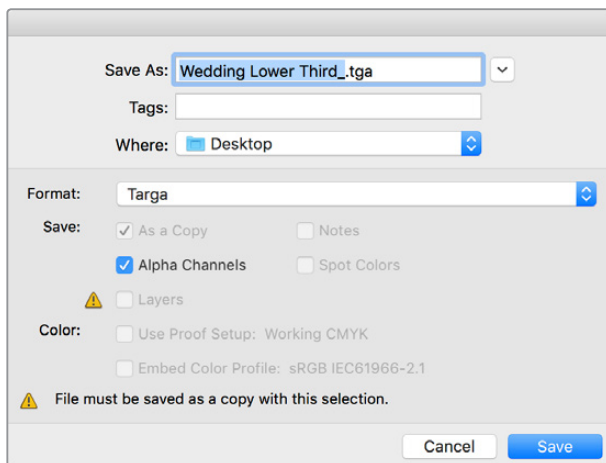 Save As: Wedding Lower Third_.tga
Tags:
Where: Desktop
Format: Targa
Save: As a Copy Notes
Alpha Channels Spot Colors
Layers
Color: Use Proof Setup: Working CMYK
Embed Color Profile: sRGB IEC61966-2.1
File must be saved as a copy with this selection.
Cancel Save